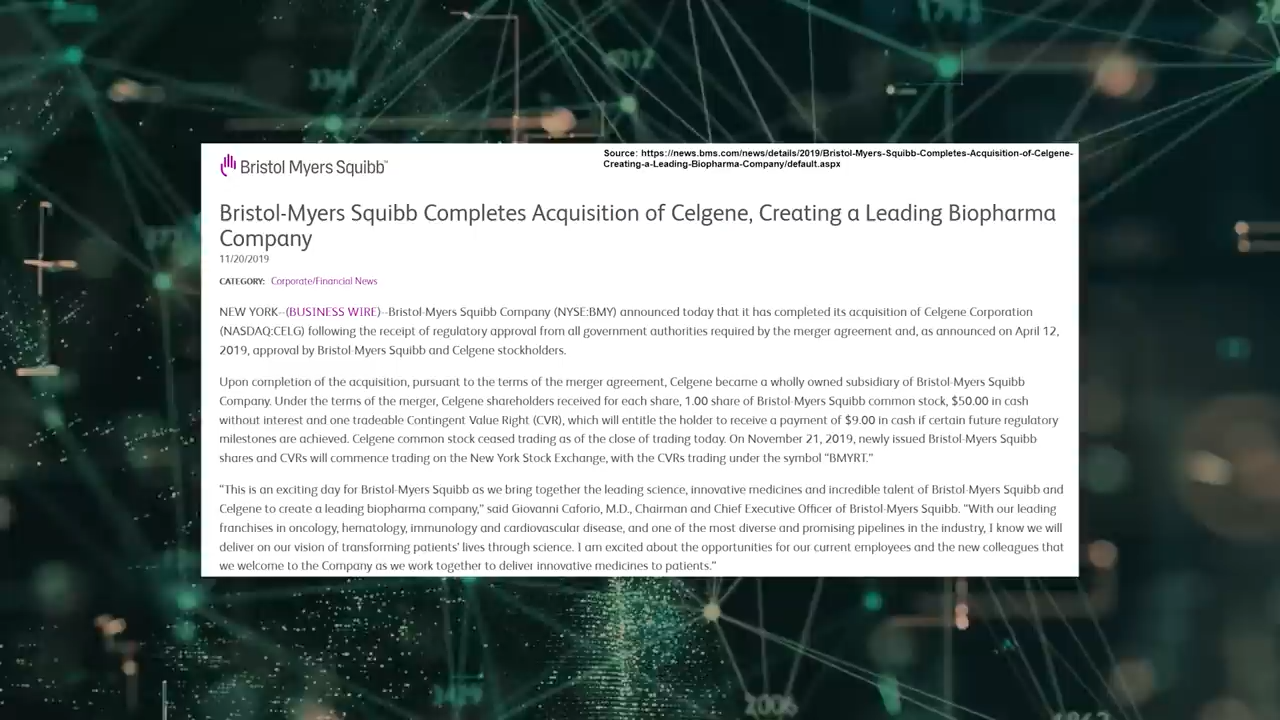 3364
4012
Bristol Myers Squibb™
Source: https://news.bms.com/news/details/2019/Bristol-Myers-Squibb-Completes-Acquisition-of-Celgene-
Creating-a-Leading-Biopharma-Company/default.aspx
Bristol-Myers Squibb Completes Acquisition of Celgene, Creating a Leading Biopharma
Company
11/20/2019
CATEGORY: Corporate/Financial News
NEW YORK--(BUSINESS WIRE)--Bristol-Myers Squibb Company (NYSE:BMY) announced today that it has completed its acquisition of Celgene Corporation
(NASDAQ:CELG) following the receipt of regulatory approval from all government authorities required by the merger agreement and, as announced on April 12,
2019, approval by Bristol-Myers Squibb and Celgene stockholders.
Upon completion of the acquisition, pursuant to the terms of the merger agreement, Celgene became a wholly owned subsidiary of Bristol-Myers Squibb
Company. Under the terms of the merger, Celgene shareholders received for each share, 1.00 share of Bristol-Myers Squibb common stock, $50.00 in cash
without interest and one tradeable Contingent Value Right (CVR), which will entitle the holder to receive a payment of $9.00 in cash if certain future regulatory
milestones are achieved. Celgene common stock ceased trading as of the close of trading today. On November 21, 2019, newly issued Bristol-Myers Squibb
shares and CVRs will commence trading on the New York Stock Exchange, with the CVRs trading under the symbol "BMYRT."
"This is an exciting day for Bristol-Myers Squibb as we bring together the leading science, innovative medicines and incredible talent of Bristol-Myers Squibb and
Celgene to create a leading biopharma company," said Giovanni Caforio, M.D., Chairman and Chief Executive Officer of Bristol-Myers Squibb. "With our leading
franchises in oncology, hematology, immunology and cardiovascular disease, and one of the most diverse and promising pipelines in the industry, I know we will
deliver on our vision of transforming patients' lives through science. I am excited about the opportunities for our current employees and the new colleagues that
we welcome to the Company as we work together to deliver innovative medicines to patients."
2006